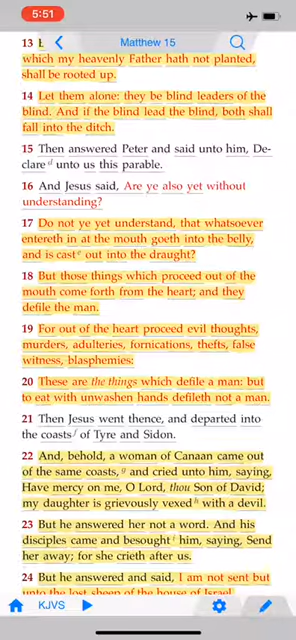 5:51
Matthew 15
13
which my heavenly Father hath not planted,
shall be rooted up.
14 Let them alone: they be blind leaders of the
blind. And if the blind lead the blind, both shall
fall into the ditch.
15 Then answered Peter and said unto him, De-
clare d unto us this parable.
16 And Jesus said, Are ye also yet without
understanding?
17 Do not ye yet understand, that whatsoever
entereth in at the mouth goeth into the belly,
and is cast e out into the draught?
18 But those things which proceed out of the
mouth come forth from the heart; and they
defile the man.
19 For out of the heart proceed evil thoughts,
murders, adulteries, fornications, thefts, false
witness, blasphemies:
20 These are the things which defile a man: but
to eat with unwashen hands defileth not a man.
21 Then Jesus went thence, and departed into
the coasts f of Tyre and Sidon.
22 And, behold, a woman of Canaan came out
of the same coasts, g and cried unto him, saying,
Have mercy on me, O Lord, thou Son of David;
my daughter is grievously vexed h with a devil.
23 But he answered her not a word. And his
disciples came and besought i him, saying, Send
her away; for she crieth after us.
24 But he answered and said, I am not sent but
unto the lost sheep of the house of Israel
KJVS